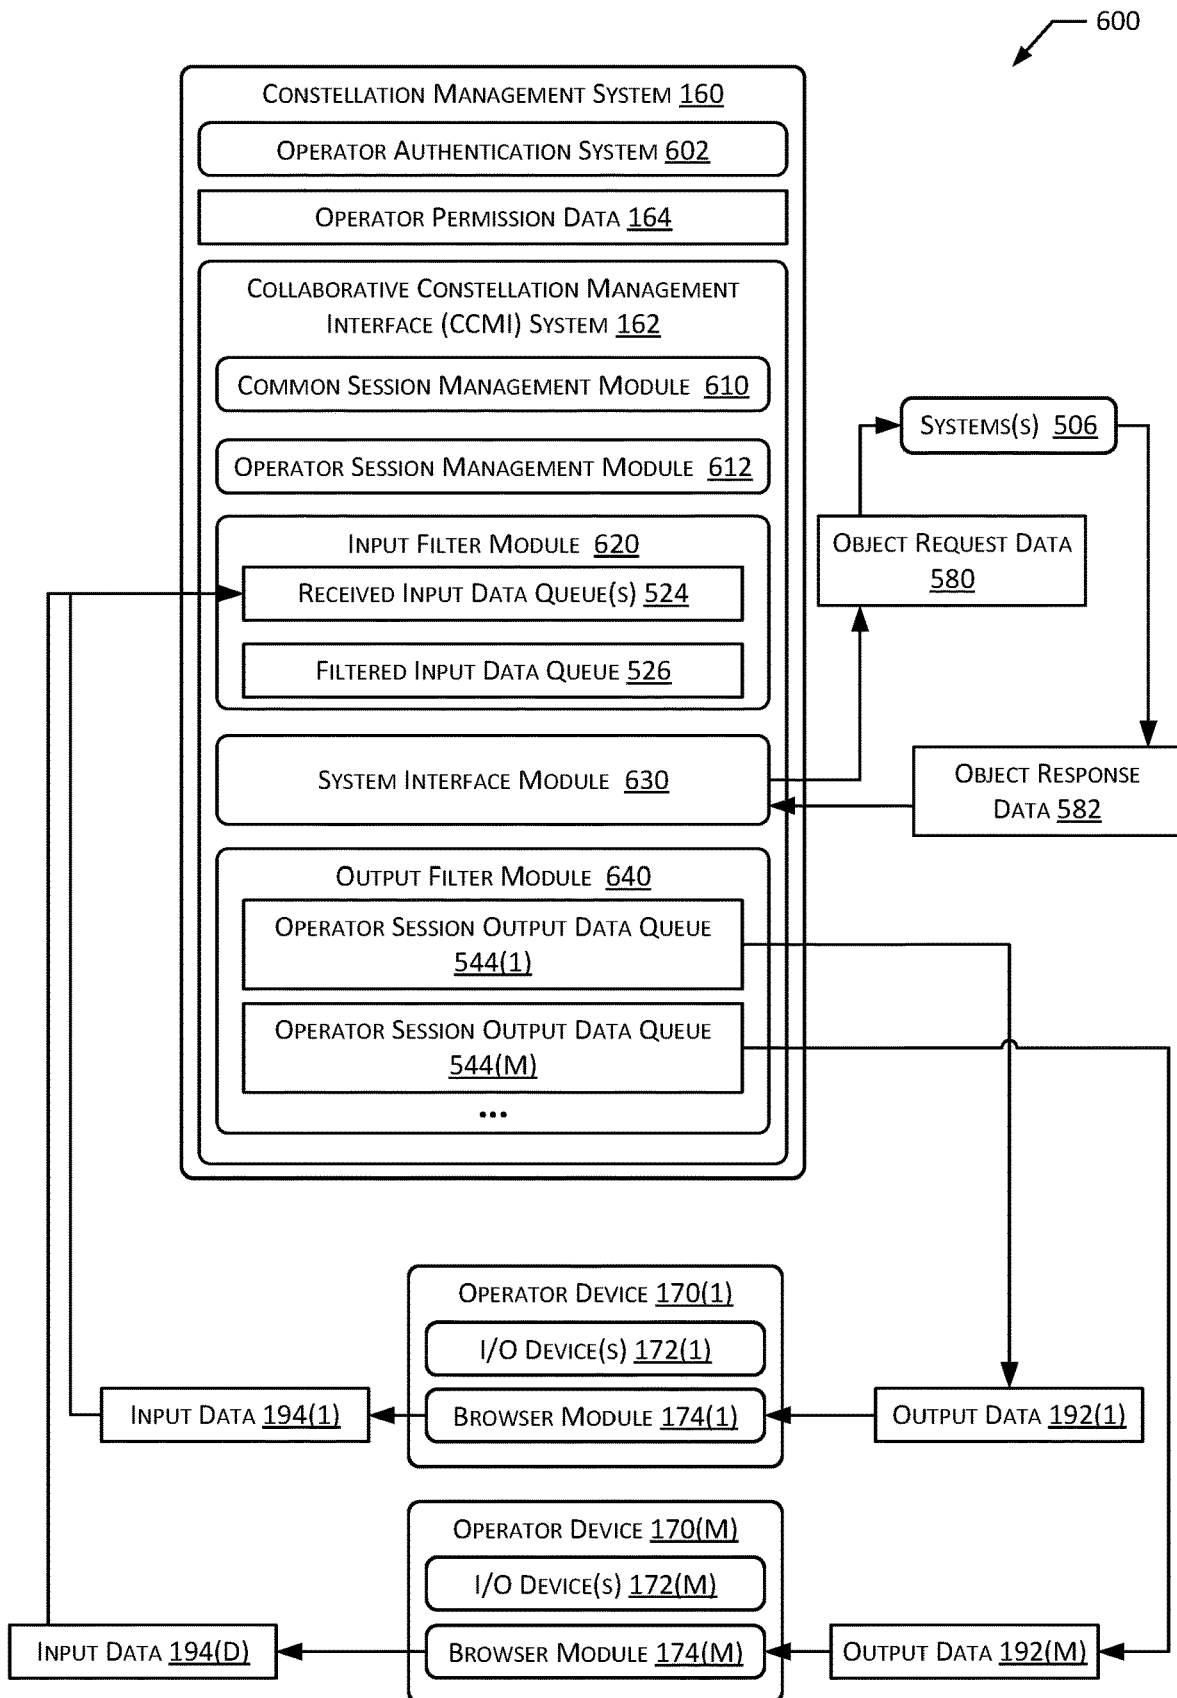 600
Constellation Management System 160
Operator Authentication System 602
Operator Permission Data 164
Collaborative Constellation Management
Interface (CCMI) System 162
Common Session Management Module 610
Operator Session Management Module 612
Input Filter Module 620
Received Input Data Queue(s) 524
Filtered Input Data Queue 526
System Interface Module 630
Output Filter Module 640
Operator Session Output Data Queue
544(1)
Operator Session Output Data Queue
544(M)
...
Systems(s) 506
Object Request Data
580
Object Response
Data 582
Operator Device 170(1)
I/O Device(s) 172(1)
Browser Module 174(1)
Input Data 194(1)
Output Data 192(1)
Operator Device 170(M)
I/O Device(s) 172(M)
Browser Module 174(M)
Input Data 194(D)
Output Data 192(M)